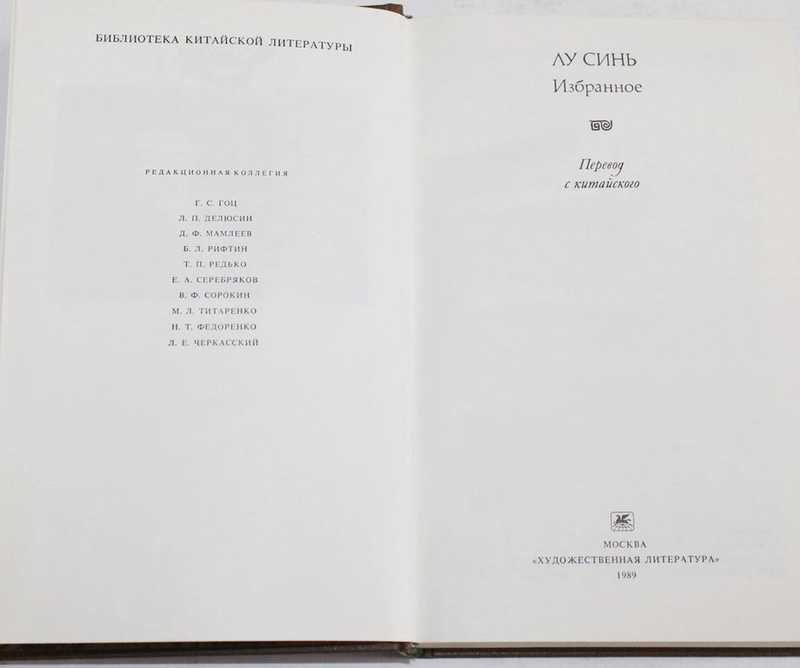 БИБЛИОТЕКА КИТАЙСКОЙ ЛИТЕРАТУРЫ
РЕДАКЦИОННАЯ КОЛЛЕГИЯ
Г. С. ГОЦ
Л. П. ДЕЛЮСИН
Д. Ф. МАМЛЕЕВ
Б. Л. РИФТИН
Т. П. РЕДЬКО
Е. А. СЕРЕБРЯКОВ
В. Ф. СОРОКИН
М. Л. ТИТАРЕНКО
Н. Т. ФЕДОРЕНКО
Л. Е. ЧЕРКАССКИЙ
ЛУ СИНЬ
Избранное
Перевод
с китайского
МОСКВА
«ХУДОЖЕСТВЕННАЯ ЛИТЕРАТУРА»
1989